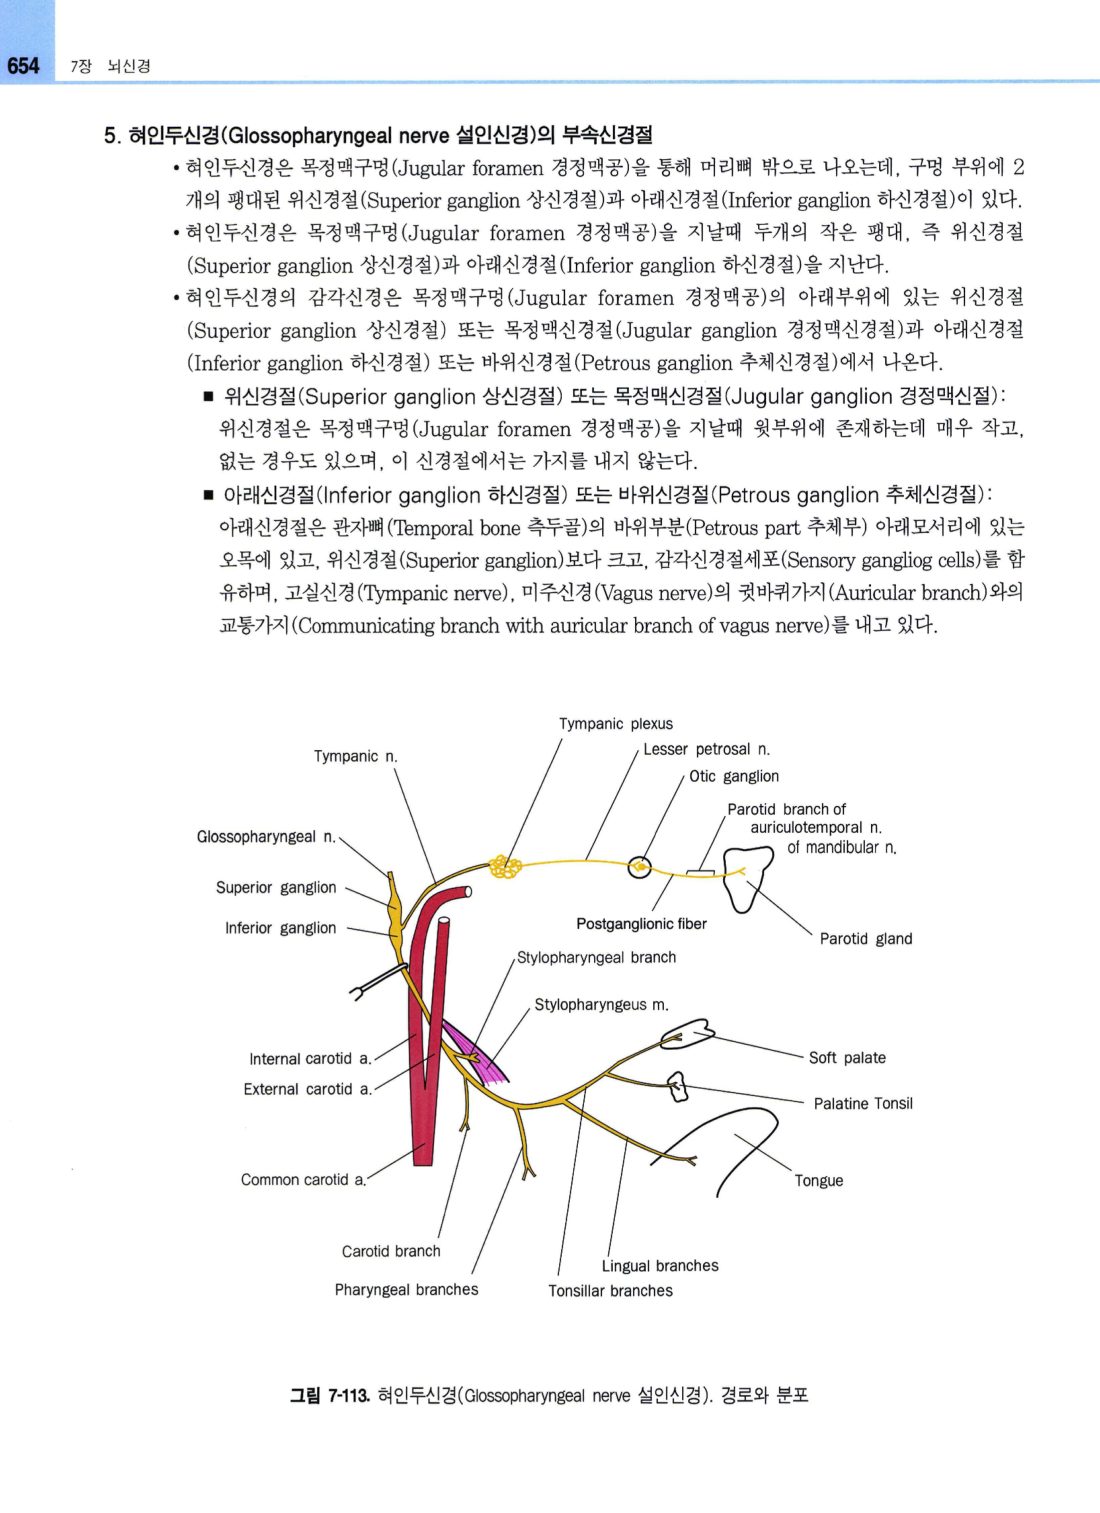 654 7장 뇌신경
5. 혀인두신경(Glossopharyngeal nerve 설인신경)의 부속신경절
• 혀인두신경은 목정맥구멍(Jugular foramen 경정맥공)을 통해 머리뼈 밖으로 나오는데, 구멍 부위에 2
개의 팽대된 위신경절(Superior ganglion 상신경절)과 아래신경절(Inferior ganglion 하신경절)이 있다.
• 혀인두신경은 목정맥구멍(Jugular foramen 경정맥공)을 지날때 두개의 작은 팽대, 즉 위신경절
(Superior ganglion 상신경절)과 아래신경절(Inferior ganglion 하신경절)을 지난다.
• 혀인두신경의 감각신경은 목정맥구멍(Jugular foramen 경정맥공)의 아래부위에 있는 위신경절
(Superior ganglion 상신경절) 또는 목정맥신경절(Jugular ganglion 경정맥신경절)과 아래신경절
(Inferior ganglion 하신경절) 또는 바위신경절(Petrous ganglion 추체신경절)에서 나온다.
■ 위신경절(Superior ganglion 상신경절) 또는 목정맥신경절(Jugular ganglion 경정맥신절):
위신경절은 목정맥구멍(Jugular foramen 경정맥공)을 지날때 윗부위에 존재하는데 매우 작고,
없는 경우도 있으며, 이 신경절에서는 가지를 내지 않는다.
■ 아래신경절(Inferior ganglion 하신경절) 또는 바위신경절(Petrous ganglion 추체신경절):
아래신경절은 관자뼈(Temporal bone 측두골)의 바위부분(Petrous part 추체부) 아래모서리에 있는
오목에 있고, 위신경절(Superior ganglion)보다 크고, 감각신경절세포(Sensory gangliog cells)를 함
유하며, 고실신경(Tympanic nerve), 미주신경(Vagus nerve)의 귓바퀴가지(Auricular branch)와의
교통가지(Communicating branch with auricular branch of vagus nerve)를 내고 있다.
Tympanic plexus
Tympanic n.
Lesser petrosal n.
Otic ganglion
Parotid branch of
auriculotemporal n.
of mandibular n.
Glossopharyngeal n.
Superior ganglion
Inferior ganglion
Postganglionic fiber
Parotid gland
Stylopharyngeal branch
Stylopharyngeus m.
Internal carotid a.
External carotid a.
Soft palate
Palatine Tonsil
Common carotid a.
Tongue
Carotid branch
Lingual branches
Pharyngeal branches
Tonsillar branches
그림 7-113. 혀인두신경(Glossopharyngeal nerve 설인신경). 경로와 분포